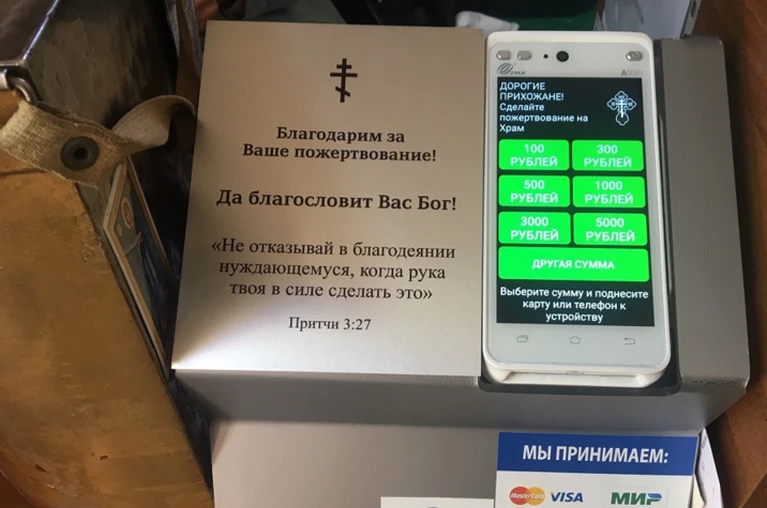 Благодарим за
Ваше пожертвование!
Да благословит Вас Бог!
«Не отказывай в благодеянии
нуждающемуся, когда рука
твоя в силе сделать это»
Притчи 3:27
A930
ДОРОГИЕ
ПРИХОЖАНЕ!
Сделайте
пожертвование на
Храм
100
РУБЛЕЙ
300
РУБЛЕЙ
500
РУБЛЕЙ
1000
РУБЛЕЙ
3000
РУБЛЕЙ
5000
РУБЛЕЙ
ДРУГАЯ СУММА
Выберите сумму и поднесите
карту или телефон к
устройству
МЫ ПРИНИМАЕМ:
MasterCard VISA МИР